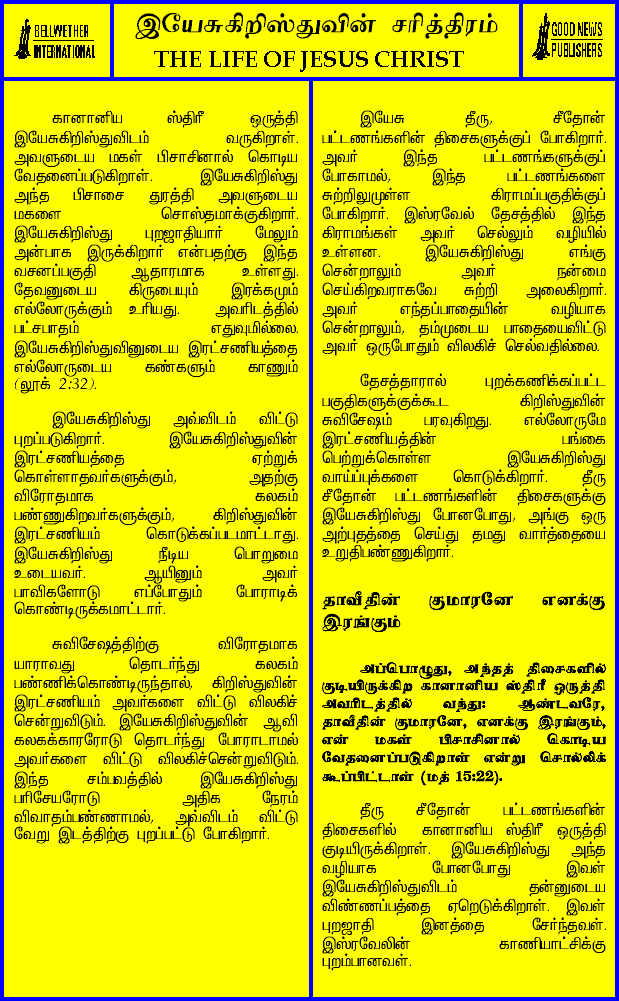 BELLWETHER
INTERNATIONAL
இயேசுகிறிஸ்துவின் சரித்திரம்
THE LIFE OF JESUS CHRIST
GOOD NEWS
PUBLISHERS
கானானிய ஸ்திரீ ஒருத்தி
இயேசுகிறிஸ்துவிடம் வருகிறாள்.
அவளுடைய மகள் பிசாசினால் கொடிய
வேதனைப்படுகிறாள். இயேசுகிறிஸ்து
அந்த பிசாசை துரத்தி அவளுடைய
மகளை சொஸ்தமாக்குகிறார்.
இயேசுகிறிஸ்து புறஜாதியார் மேலும்
அன்பாக இருக்கிறார் என்பதற்கு இந்த
வசனப்பகுதி ஆதாரமாக உள்ளது.
தேவனுடைய கிருபையும் இரக்கமும்
எல்லோருக்கும் உரியது. அவரிடத்தில்
பட்சபாதம் எதுவுமில்லை.
இயேசுகிறிஸ்துவினுடைய இரட்சணியத்தை
எல்லோருடைய கண்களும் காணும்
(லூக் 2:32).
இயேசுகிறிஸ்து அவ்விடம் விட்டு
புறப்படுகிறார். இயேசுகிறிஸ்துவின்
இரட்சணியத்தை ஏற்றுக்
கொள்ளாதவர்களுக்கும், அதற்கு
விரோதமாக கலகம்
பண்ணுகிறவர்களுக்கும், கிறிஸ்துவின்
இரட்சணியம் கொடுக்கப்படமாட்டாது.
இயேசுகிறிஸ்து நீடிய பொறுமை
உடையவர். ஆயினும் அவர்
பாவிகளோடு எப்போதும் போராடிக்
கொண்டிருக்கமாட்டார்.
சுவிசேஷத்திற்கு விரோதமாக
யாராவது தொடர்ந்து கலகம்
பண்ணிக்கொண்டிருந்தால், கிறிஸ்துவின்
இரட்சணியம் அவர்களை விட்டு விலகிச்
சென்றுவிடும். இயேசுகிறிஸ்துவின் ஆவி
கலகக்காரரோடு தொடர்ந்து போராடாமல்
அவர்களை விட்டு விலகிச்சென்றுவிடும்.
இந்த சம்பவத்தில் இயேசுகிறிஸ்து
பரிசேயரோடு அதிக நேரம்
விவாதம்பண்ணாமல், அவ்விடம் விட்டு
வேறு இடத்திற்கு புறப்பட்டு போகிறார்.
இயேசு தீரு, சீதோன்
பட்டணங்களின் திசைகளுக்குப் போகிறார்.
அவர் இந்த பட்டணங்களுக்குப்
போகாமல், இந்த பட்டணங்களை
சுற்றிலுமுள்ள கிராமப்பகுதிக்குப்
போகிறார். இஸ்ரவேல் தேசத்தில் இந்த
கிராமங்கள் அவர் செல்லும் வழியில்
உள்ளன. இயேசுகிறிஸ்து எங்கு
சென்றாலும் அவர் நன்மை
செய்கிறவராகவே சுற்றி அலைகிறார்.
அவர் எந்தப்பாதையின் வழியாக
சென்றாலும், தம்முடைய பாதையைவிட்டு
அவர் ஒருபோதும் விலகிச் செல்வதில்லை.
தேசத்தாரால் புறக்கணிக்கப்பட்ட
பகுதிகளுக்குக்கூட கிறிஸ்துவின்
சுவிசேஷம் பரவுகிறது. எல்லோருமே
இரட்சணியத்தின் பங்கை
பெற்றுக்கொள்ள இயேசுகிறிஸ்து
வாய்ப்புக்களை கொடுக்கிறார். தீரு
சீதோன் பட்டணங்களின் திசைகளுக்கு
இயேசுகிறிஸ்து போனபோது, அங்கு ஒரு
அற்புதத்தை செய்து தமது வார்த்தையை
உறுதிபண்ணுகிறார்.
தாவீதின் குமாரனே எனக்கு
இரங்கும்
அப்பொழுது, அந்தத் திசைகளில்
குடியிருக்கிற கானானிய ஸ்திரீ ஒருத்தி
அவரிடத்தில் வந்து: ஆண்டவரே,
தாவீதின் குமாரனே, எனக்கு இரங்கும்,
என் மகள் பிசாசினால் கொடிய
வேதனைப்படுகிறாள் என்று சொல்லிக்
கூப்பிட்டாள் (மத் 15:22).
தீரு சீதோன் பட்டணங்களின்
திசைகளில் கானானிய ஸ்திரீ ஒருத்தி
குடியிருக்கிறாள். இயேசுகிறிஸ்து அந்த
வழியாக போனபோது இவள்
இயேசுகிறிஸ்துவிடம் தன்னுடைய
விண்ணப்பத்தை ஏறெடுக்கிறாள். இவள்
புறஜாதி இனத்தை சேர்ந்தவள்.
இஸ்ரவேலின் காணியாட்சிக்கு
புறம்பானவள்.